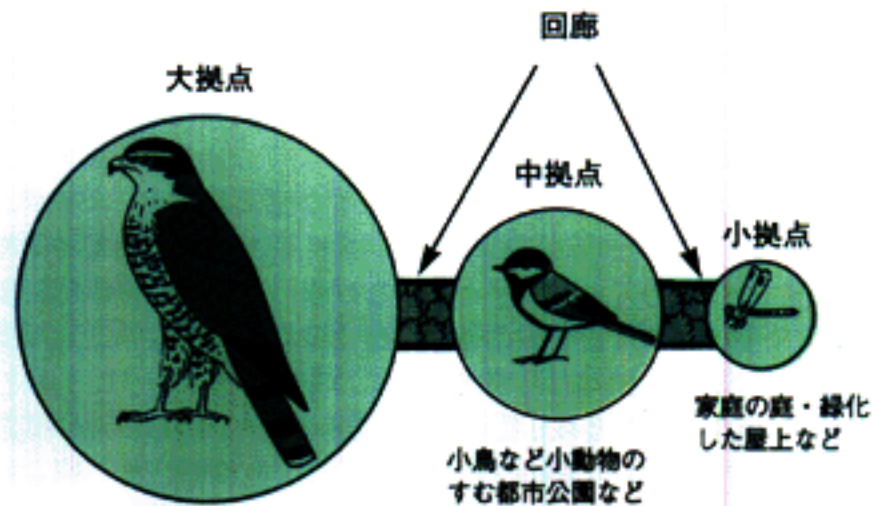 回廊
大拠点
中拠点
小拠点
家庭の庭・緑化
した屋上など
小鳥など小動物の
すむ都市公園など